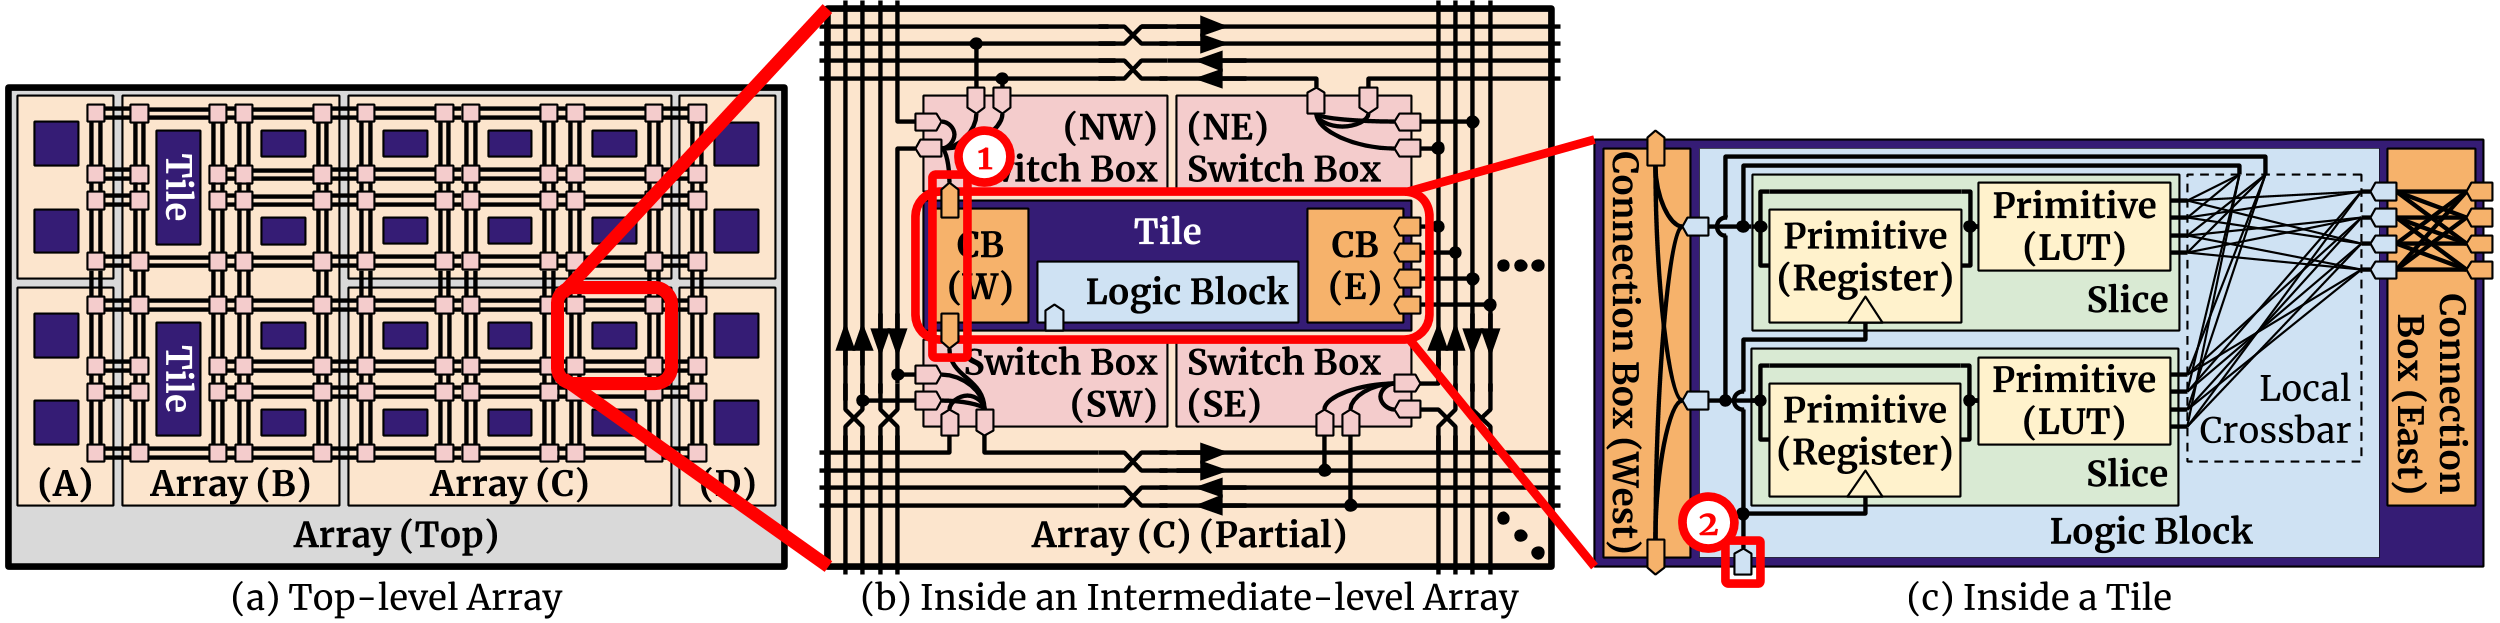 Tile
Tile
(A)
Array (B)
Array (C)
(D)
Array (Top)
(a) Top-level Array
(NW)
(NE)
1
itch Box
Switch Box
Tile
CB
(W)
CB
(E)
Logic Block
Switch Box
Switch Box
(SW)
(SE)
Array (C) (Partial)
(b) Inside an Intermediate-level Array
Connection Box (West)
Primitive
(LUT)
Primitive
(Register)
Slice
Primitive
(LUT)
Primitive
(Register)
Slice
Local
Crossbar
Connection
Box (East)
2
Logic Block
(c) Inside a Tile